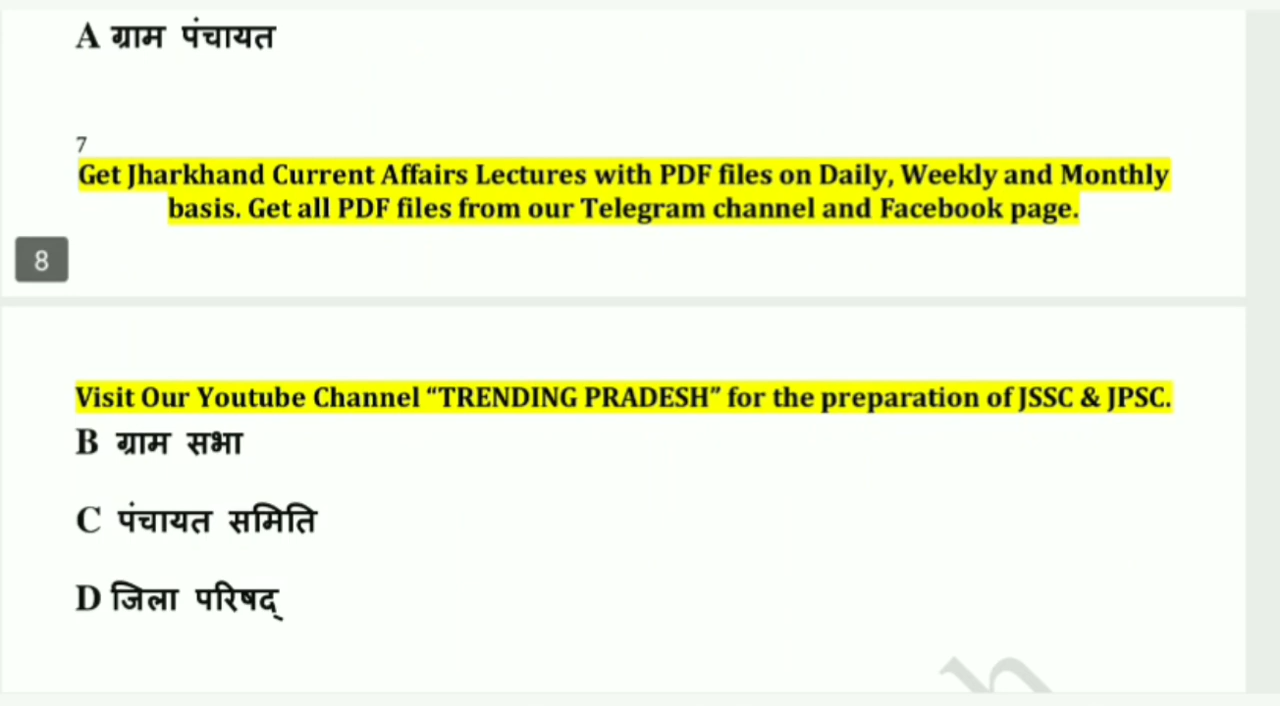 A ग्राम पंचायत
7
Get Jharkhand Current Affairs Lectures with PDF files on Daily, Weekly and Monthly
basis. Get all PDF files from our Telegram channel and Facebook page.
8
Visit Our Youtube Channel “TRENDING PRADESH” for the preparation of JSSC & JPSC.
B ग्राम सभा
C पंचायत समिति
D जिला परिषद्